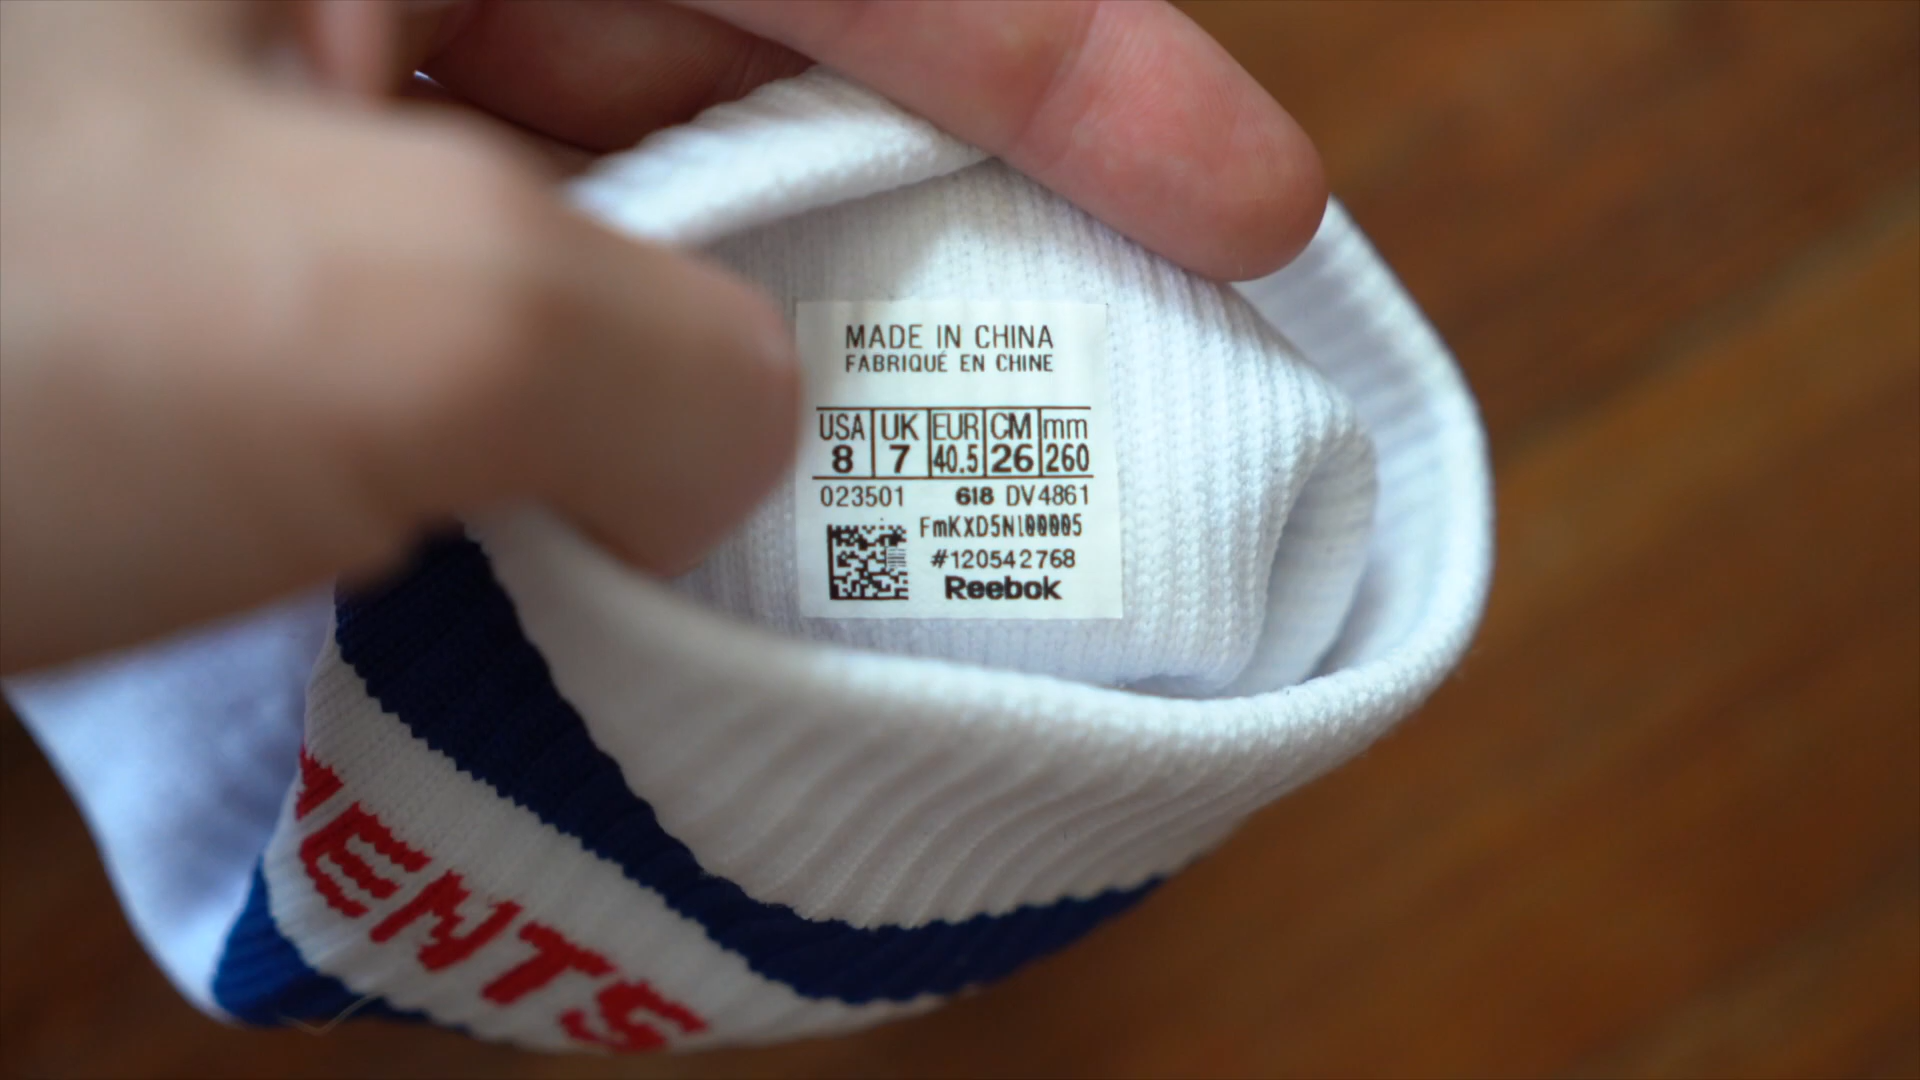 MADE IN CHINA
FABRIQUÉ EN CHINE
USA UK EUR CM mm
8 7 40.5 26 260
023501 618 DV4861
FmKXD5N100005
#120542768
Reebok
MENTS